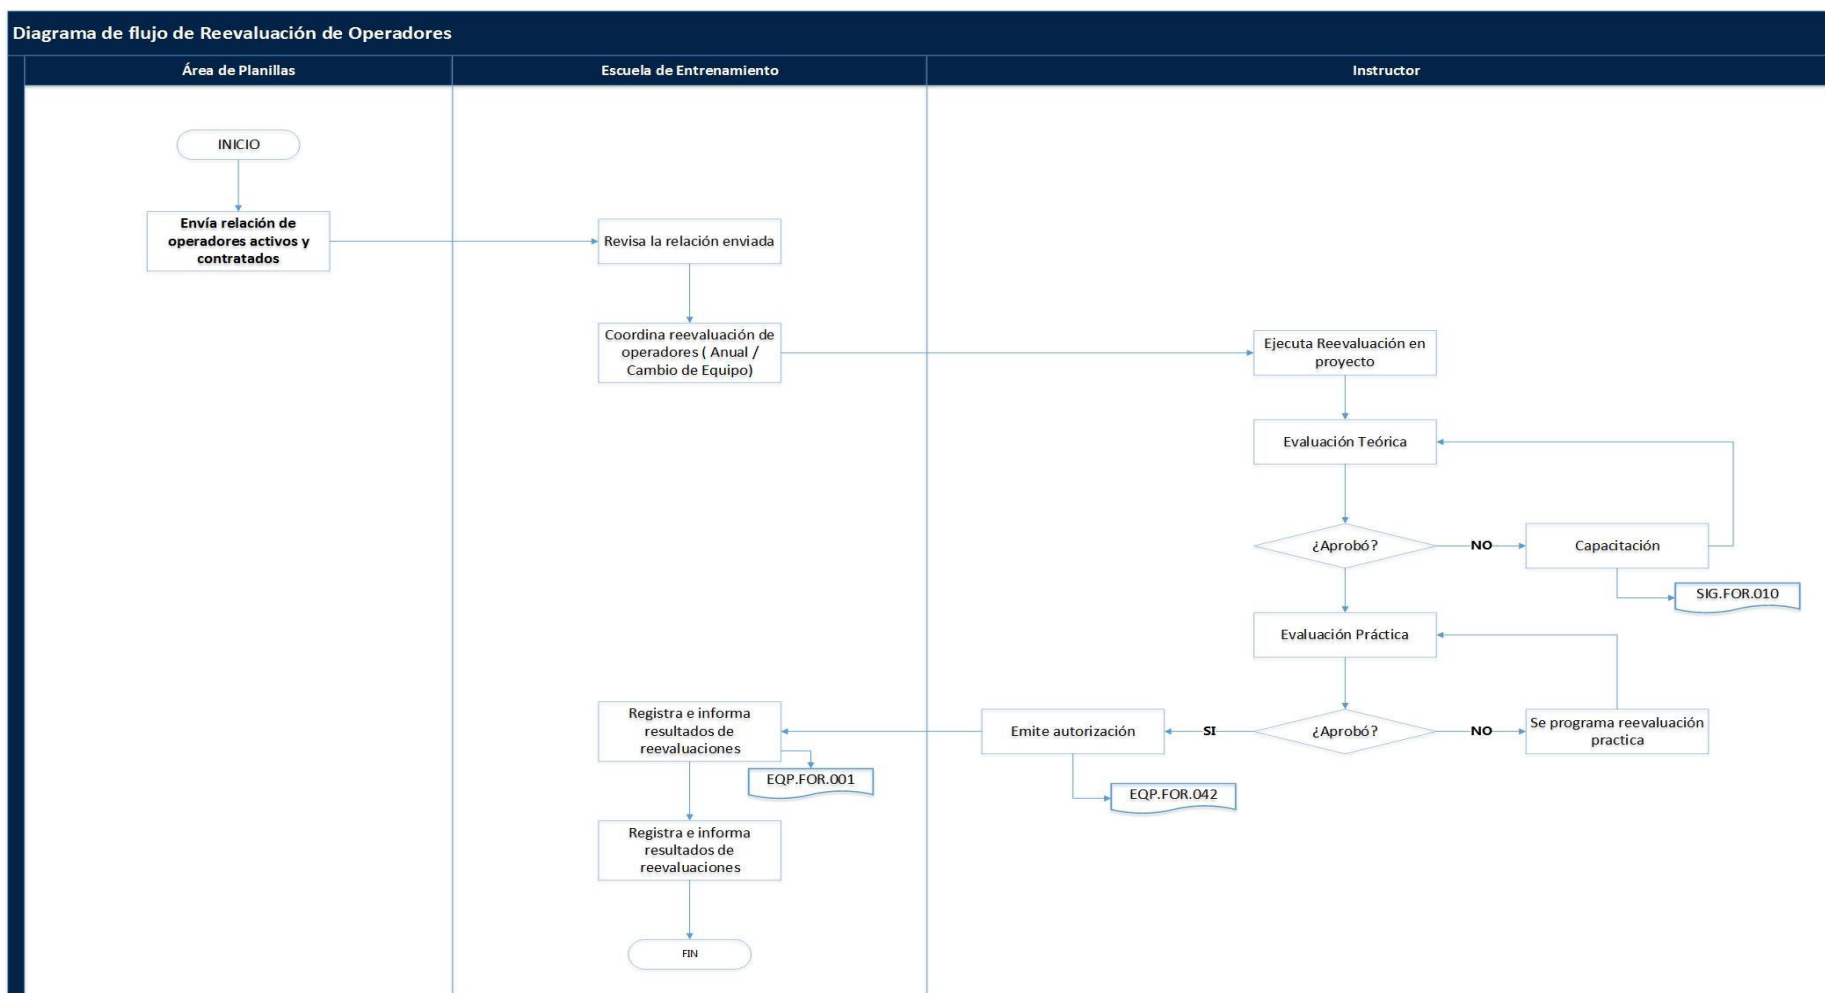 Diagrama de flujo de Reevaluación de Operadores
Área de Planillas
Escuela de Entrenamiento
Instructor
INICIO
Envía relación de
operadores activos y
contratados
Revisa la relación enviada
Coordina reevaluación de
operadores ( Anual /
Cambio de Equipo)
Ejecuta Reevaluación en
proyecto
Evaluación Teórica
¿Aprobó?
NO
Capacitación
SIG.FOR.010
Evaluación Práctica
¿Aprobó?
NO
Se programa reevaluación
practica
SI
Emite autorización
EQP.FOR.042
Registra e informa
resultados de
reevaluaciones
EQP.FOR.001
Registra e informa
resultados de
reevaluaciones
FIN